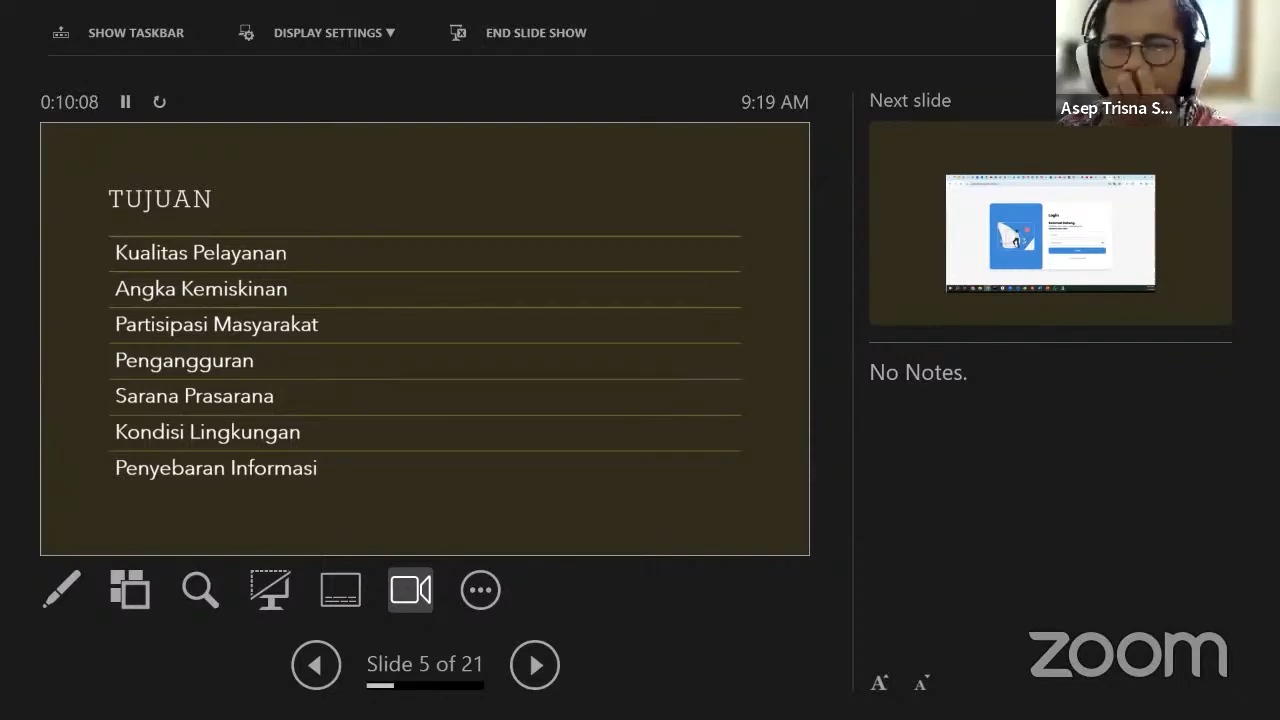 SHOW TASKBAR
DISPLAY SETTINGS ▼
END SLIDE SHOW
Asep Trisna S...
0:10:08
9:19 AM
Next slide
TUJUAN
Kualitas Pelayanan
Angka Kemiskinan
Partisipasi Masyarakat
Pengangguran
Sarana Prasarana
Kondisi Lingkungan
Penyebaran Informasi
Login
No Notes.
Slide 5 of 21
A A
zoom